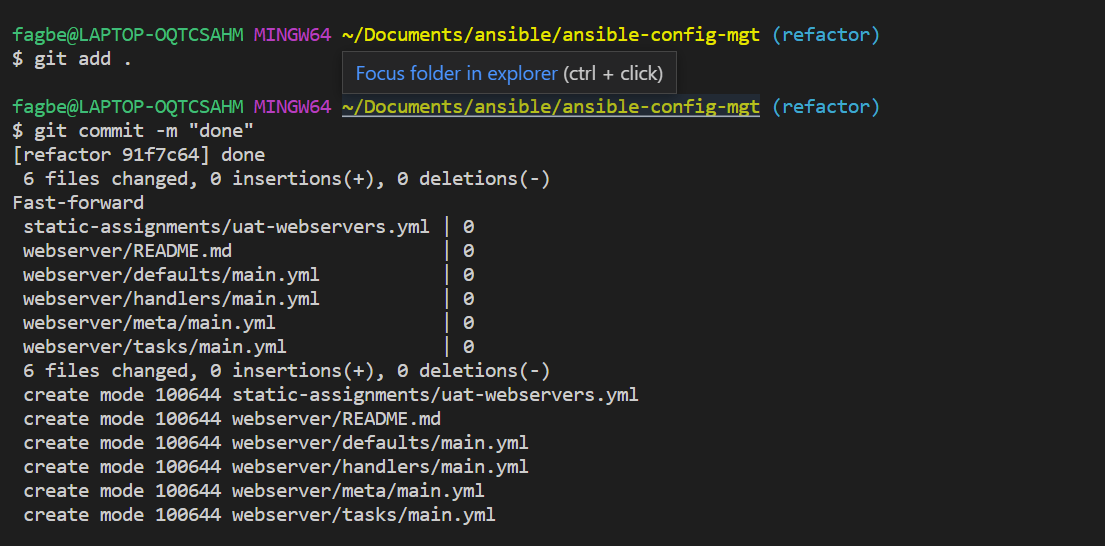 fagbe@LAPTOP-OQTCSAHM MINGW64 ~/Documents/ansible/ansible-config-mgt (refactor)
$ git add .
Focus folder in explorer (ctrl + click)
fagbe@LAPTOP-OQTCSAHM MINGW64 ~/Documents/ansible/ansible-config-mgt (refactor)
$ git commit -m "done"
[refactor 91f7c64] done
 6 files changed, 0 insertions(+), 0 deletions(-)
Fast-forward
 static-assignments/uat-webservers.yml | 0
 webserver/README.md                   | 0
 webserver/defaults/main.yml           | 0
 webserver/handlers/main.yml           | 0
 webserver/meta/main.yml               | 0
 webserver/tasks/main.yml              | 0
 6 files changed, 0 insertions(+), 0 deletions(-)
 create mode 100644 static-assignments/uat-webservers.yml
 create mode 100644 webserver/README.md
 create mode 100644 webserver/defaults/main.yml
 create mode 100644 webserver/handlers/main.yml
 create mode 100644 webserver/meta/main.yml
 create mode 100644 webserver/tasks/main.yml